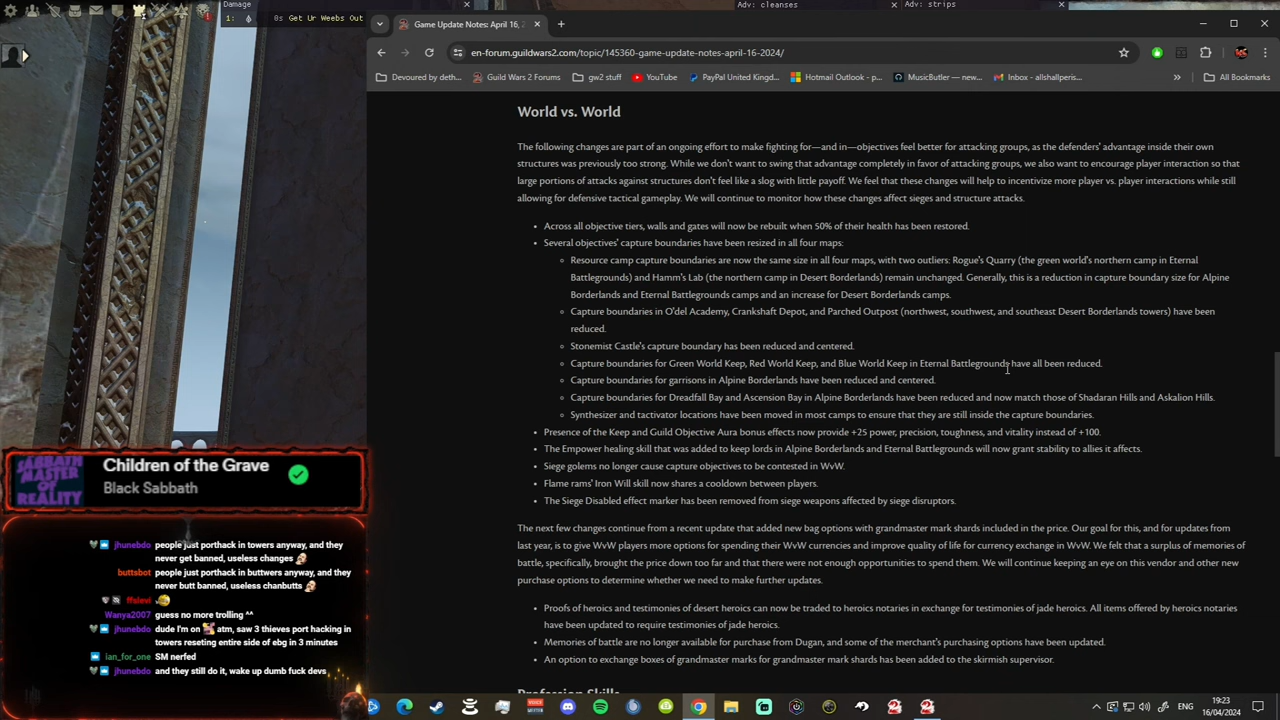 Damage
1: 0s Get Ur Weebs Out
Adv: cleanses
Adv: strips
Game Update Notes: April 16, 2
en-forum.guildwars2.com/topic/145360-game-update-notes-april-16-2024/
Devoured by deth...
Guild Wars 2 Forums
gw2 stuff
YouTube
PayPal United Kingd...
Hotmail Outlook - p...
MusicButler — new...
Inbox - allshallperis...
»
All Bookmarks
World vs. World
The following changes are part of an ongoing effort to make fighting for—and in—objectives feel better for attacking groups, as the defenders' advantage inside their own
structures was previously too strong. While we don't want to swing that advantage completely in favor of attacking groups, we also want to encourage player interaction so that
large portions of attacks against structures don't feel like a slog with little payoff. We feel that these changes will help to incentivize more player vs. player interactions while still
allowing for defensive tactical gameplay. We will continue to monitor how these changes affect sieges and structure attacks.
• Across all objective tiers, walls and gates will now be rebuilt when 50% of their health has been restored.
• Several objectives' capture boundaries have been resized in all four maps:
Resource camp capture boundaries are now the same size in all four maps, with two outliers: Rogue's Quarry (the green world's northern camp in Eternal
Battlegrounds) and Hamm's Lab (the northern camp in Desert Borderlands) remain unchanged. Generally, this is a reduction in capture boundary size for Alpine
Borderlands and Eternal Battlegrounds camps and an increase for Desert Borderlands camps.
Capture boundaries in O'del Academy, Crankshaft Depot, and Parched Outpost (northwest, southwest, and southeast Desert Borderlands towers) have been
reduced.
Stonemist Castle's capture boundary has been reduced and centered.
Capture boundaries for Green World Keep, Red World Keep, and Blue World Keep in Eternal Battlegrounds have all been reduced.
Capture boundaries for garrisons in Alpine Borderlands have been reduced and centered.
Capture boundaries for Dreadfall Bay and Ascension Bay in Alpine Borderlands have been reduced and now match those of Shadaran Hills and Askalion Hills.
Synthesizer and tactivator locations have been moved in most camps to ensure that they are still inside the capture boundaries.
• Presence of the Keep and Guild Objective Aura bonus effects now provide +25 power, precision, toughness, and vitality instead of +100.
• The Empower healing skill that was added to keep lords in Alpine Borderlands and Eternal Battlegrounds will now grant stability to allies it affects.
• Siege golems no longer cause capture objectives to be contested in WvW.
• Flame rams' Iron Will skill now shares a cooldown between players.
• The Siege Disabled effect marker has been removed from siege weapons affected by siege disruptors.
The next few changes continue from a recent update that added new bag options with grandmaster mark shards included in the price. Our goal for this, and for updates from
last year, is to give WvW players more options for spending their WvW currencies and improve quality of life for currency exchange in WvW. We felt that a surplus of memories of
battle, specifically, brought the price down too far and that there were not enough opportunities to spend them. We will continue keeping an eye on this vendor and other new
purchase options to determine whether we need to make further updates.
• Proofs of heroics and testimonies of desert heroics can now be traded to heroics notaries in exchange for testimonies of jade heroics. All items offered by heroics notaries
have been updated to require testimonies of jade heroics.
• Memories of battle are no longer available for purchase from Dugan, and some of the merchant's purchasing options have been updated.
• An option to exchange boxes of grandmaster marks for grandmaster mark shards has been added to the skirmish supervisor.
Profession Skills
SABBATH
MASTER
OF
REALITY
Children of the Grave
Black Sabbath
jhunebdo people just porthack in towers anyway, and they
never get banned, useless changes
buttsbot people just porthack in buttwers anyway, and they
never butt banned, useless chanbutts
ffslevi
Wanya2007 guess no more trolling ^^
jhunebdo dude I'm on atm, saw 3 thieves port hacking in
towers reseting entire side of ebg in 3 minutes
ian_for_one SM nerfed
jhunebdo and they still do it, wake up dumb fuck devs
ENG
19:23
16/04/2024